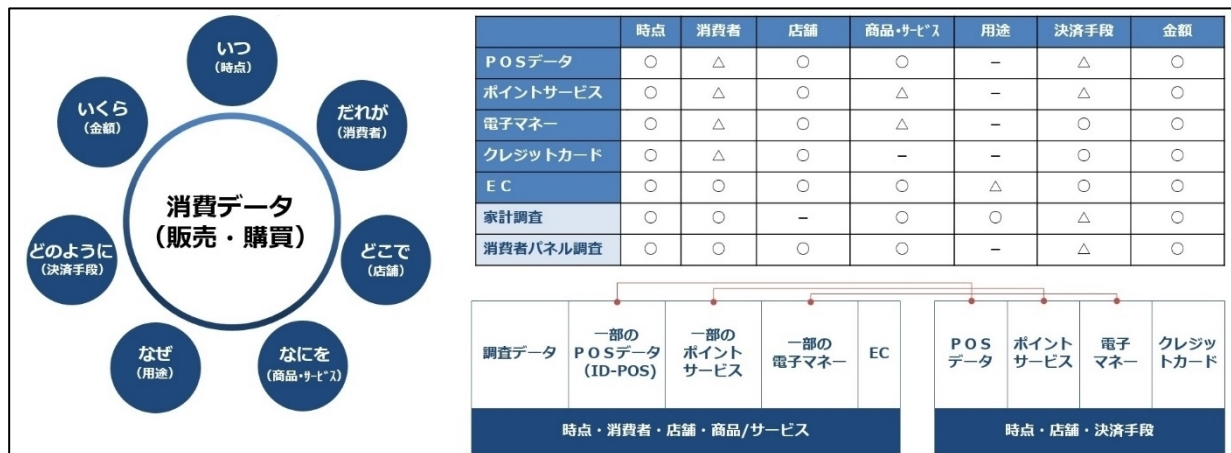 いつ
(時点)
だれが
(消費者)
どこで
(店舗)
なにを
(商品・ｻｰﾋﾞｽ)
なぜ
(用途)
どのように
(決済手段)
いくら
(金額)
消費データ
(販売・購買)
時点 消費者 店舗 商品・ｻｰﾋﾞｽ 用途 決済手段 金額
ＰＯＳデータ ○ △ ○ ○ － △ ○
ポイントサービス ○ △ ○ △ － △ ○
電子マネー ○ △ ○ △ － ○ ○
クレジットカード ○ △ ○ － － ○ ○
ＥＣ ○ ○ ○ ○ △ ○ ○
家計調査 ○ ○ － ○ ○ △ ○
消費者パネル調査 ○ ○ ○ ○ － △ ○
調査データ
一部の
ＰＯＳデータ
(ID-POS)
一部の
ポイント
サービス
一部の
電子マネー
EC
時点・消費者・店舗・商品/サービス
ＰＯＳ
データ
ポイント
サービス
電子
マネー
クレジッ
トカード
時点・店舗・決済手段